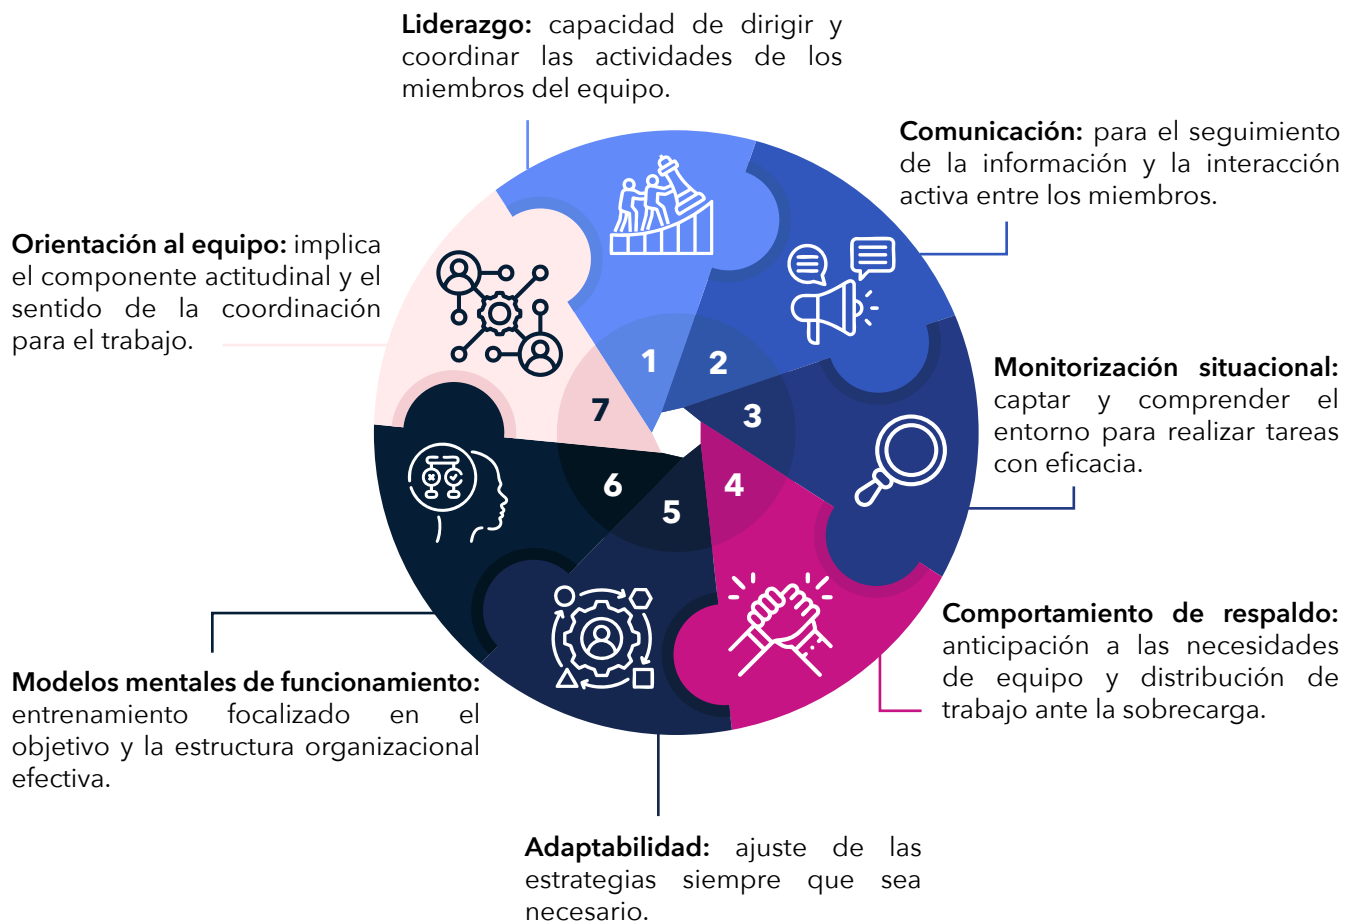 Liderazgo: capacidad de dirigir y
coordinar las actividades de los
miembros del equipo.
Comunicación: para el seguimiento
de la información y la interacción
activa entre los miembros.
Orientación al equipo: implica
el componente actitudinal y el
sentido de la coordinación
para el trabajo.
Monitorización situacional:
captar y comprender el
entorno para realizar tareas
con eficacia.
1
2
3
4
5
6
7
Comportamiento de respaldo:
anticipación a las necesidades
de equipo y distribución de
trabajo ante la sobrecarga.
Modelos mentales de funcionamiento:
entrenamiento focalizado en el
objetivo y la estructura organizacional
efectiva.
Adaptabilidad: ajuste de las
estrategias siempre que sea
necesario.